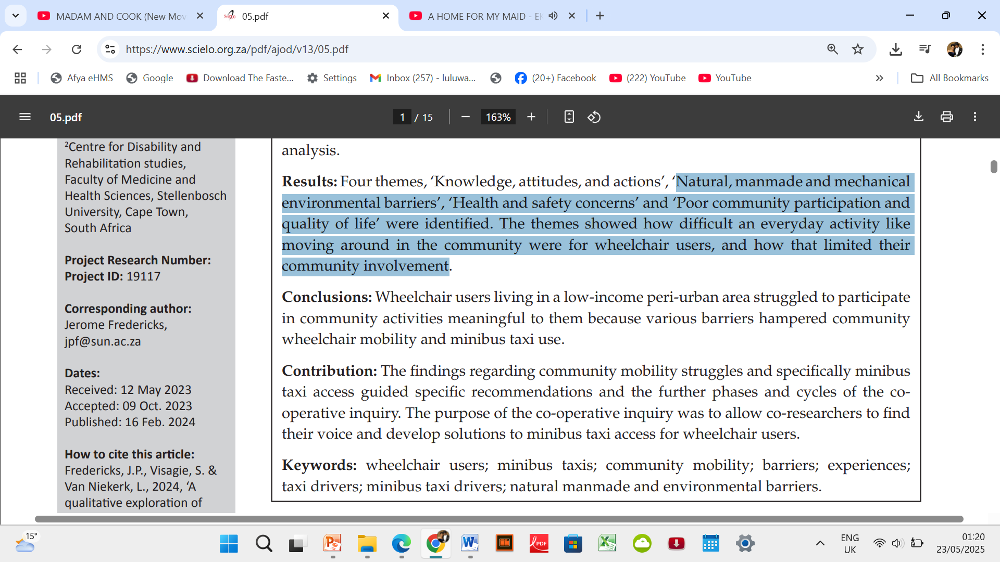 MADAM AND COOK (New Mov
05.pdf
A HOME FOR MY MAID - EK
https://www.scielo.org.za/pdf/ajod/v13/05.pdf
Afya eHMS
Google
Download The Faste...
Settings
Inbox (257) - luluwa...
(20+) Facebook
(222) YouTube
YouTube
All Bookmarks
05.pdf
1 / 15
163%
²Centre for Disability and
Rehabilitation studies,
Faculty of Medicine and
Health Sciences, Stellenbosch
University, Cape Town,
South Africa
Project Research Number:
Project ID: 19117
Corresponding author:
Jerome Fredericks,
jpf@sun.ac.za
Dates:
Received: 12 May 2023
Accepted: 09 Oct. 2023
Published: 16 Feb. 2024
How to cite this article:
Fredericks, J.P., Visagie, S. &
Van Niekerk, L., 2024, ‘A
qualitative exploration of
analysis.
Results: Four themes, ‘Knowledge, attitudes, and actions’, ‘Natural, manmade and mechanical
environmental barriers’, ‘Health and safety concerns’ and ‘Poor community participation and
quality of life’ were identified. The themes showed how difficult an everyday activity like
moving around in the community were for wheelchair users, and how that limited their
community involvement.
Conclusions: Wheelchair users living in a low-income peri-urban area struggled to participate
in community activities meaningful to them because various barriers hampered community
wheelchair mobility and minibus taxi use.
Contribution: The findings regarding community mobility struggles and specifically minibus
taxi access guided specific recommendations and the further phases and cycles of the co-
operative inquiry. The purpose of the co-operative inquiry was to allow co-researchers to find
their voice and develop solutions to minibus taxi access for wheelchair users.
Keywords: wheelchair users; minibus taxis; community mobility; barriers; experiences;
taxi drivers; minibus taxi drivers; natural manmade and environmental barriers.
15°
ENG
UK
01:20
23/05/2025